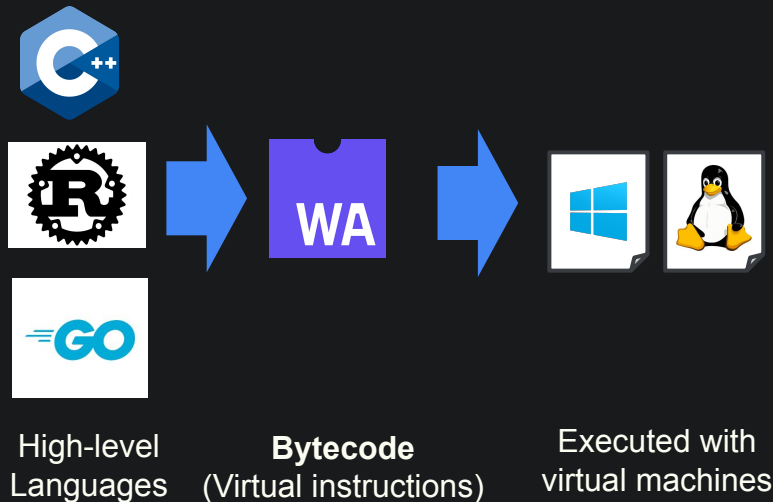 C++
R
WA
GO
High-level
Languages
Bytecode
(Virtual instructions)
Executed with
virtual machines